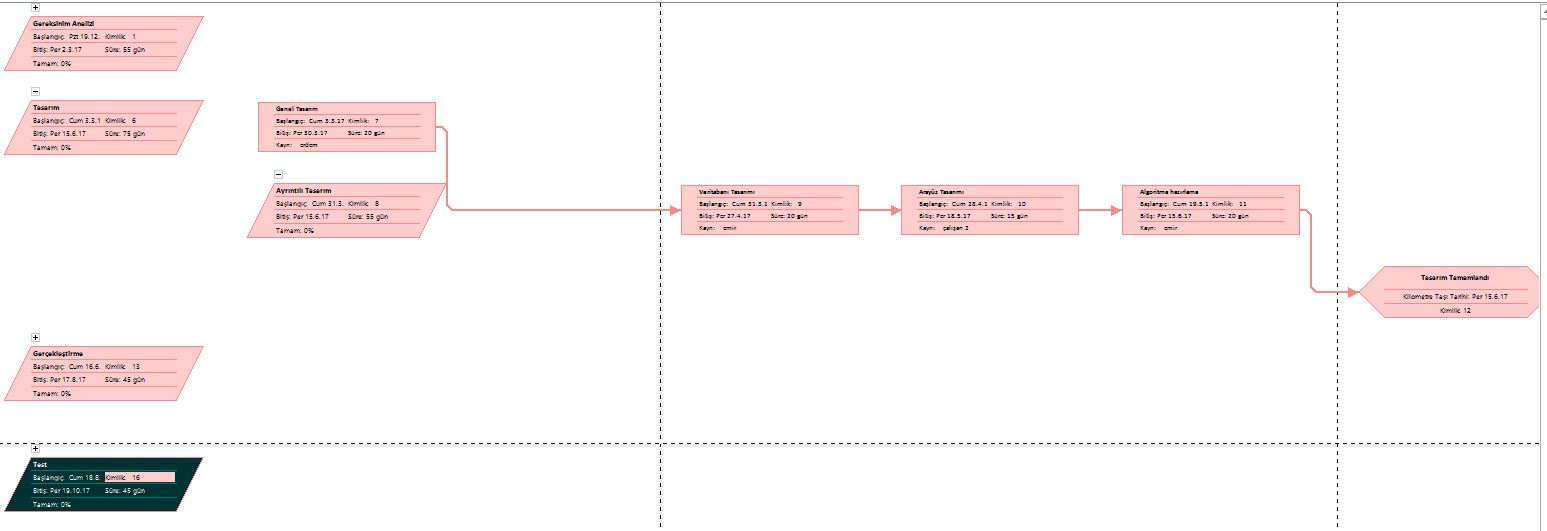 Gereksinim Analizi
Başlangıç: Pzt 19.12. Kimlik: 1
Bitiş: Per 2.3.17 Süre: 55 gün
Tamam: 0%
Tasarım
Başlangıç: Cum 3.3.1 Kimlik: 6
Bitiş: Per 15.6.17 Süre: 75 gün
Tamam: 0%
Genel Tasarım
Başlangıç: Cum 3.3.17 Kimlik: 7
Bitiş: Per 30.3.17 Süre: 20 gün
Kayn: erdem
Ayrıntılı Tasarım
Başlangıç: Cum 31.3. Kimlik: 8
Bitiş: Per 15.6.17 Süre: 55 gün
Tamam: 0%
Veritabanı Tasarımı
Başlangıç: Cum 31.3.1 Kimlik: 9
Bitiş: Per 27.4.17 Süre: 20 gün
Kayn: emir
Arayüz Tasarımı
Başlangıç: Cum 28.4.1 Kimlik: 10
Bitiş: Per 18.5.17 Süre: 15 gün
Kayn: çalışan 2
Algoritma hazırlama
Başlangıç: Cum 19.5.1 Kimlik: 11
Bitiş: Per 15.6.17 Süre: 20 gün
Kayn: emir
Tasarım Tamamlandı
Kilometre Taşı Tarihi: Per 15.6.17
Kimlik: 12
Gerçekleştirme
Başlangıç: Cum 16.6. Kimlik: 13
Bitiş: Per 17.8.17 Süre: 45 gün
Tamam: 0%
Test
Başlangıç: Cum 18.8. Kimlik: 16
Bitiş: Per 19.10.17 Süre: 45 gün
Tamam: 0%